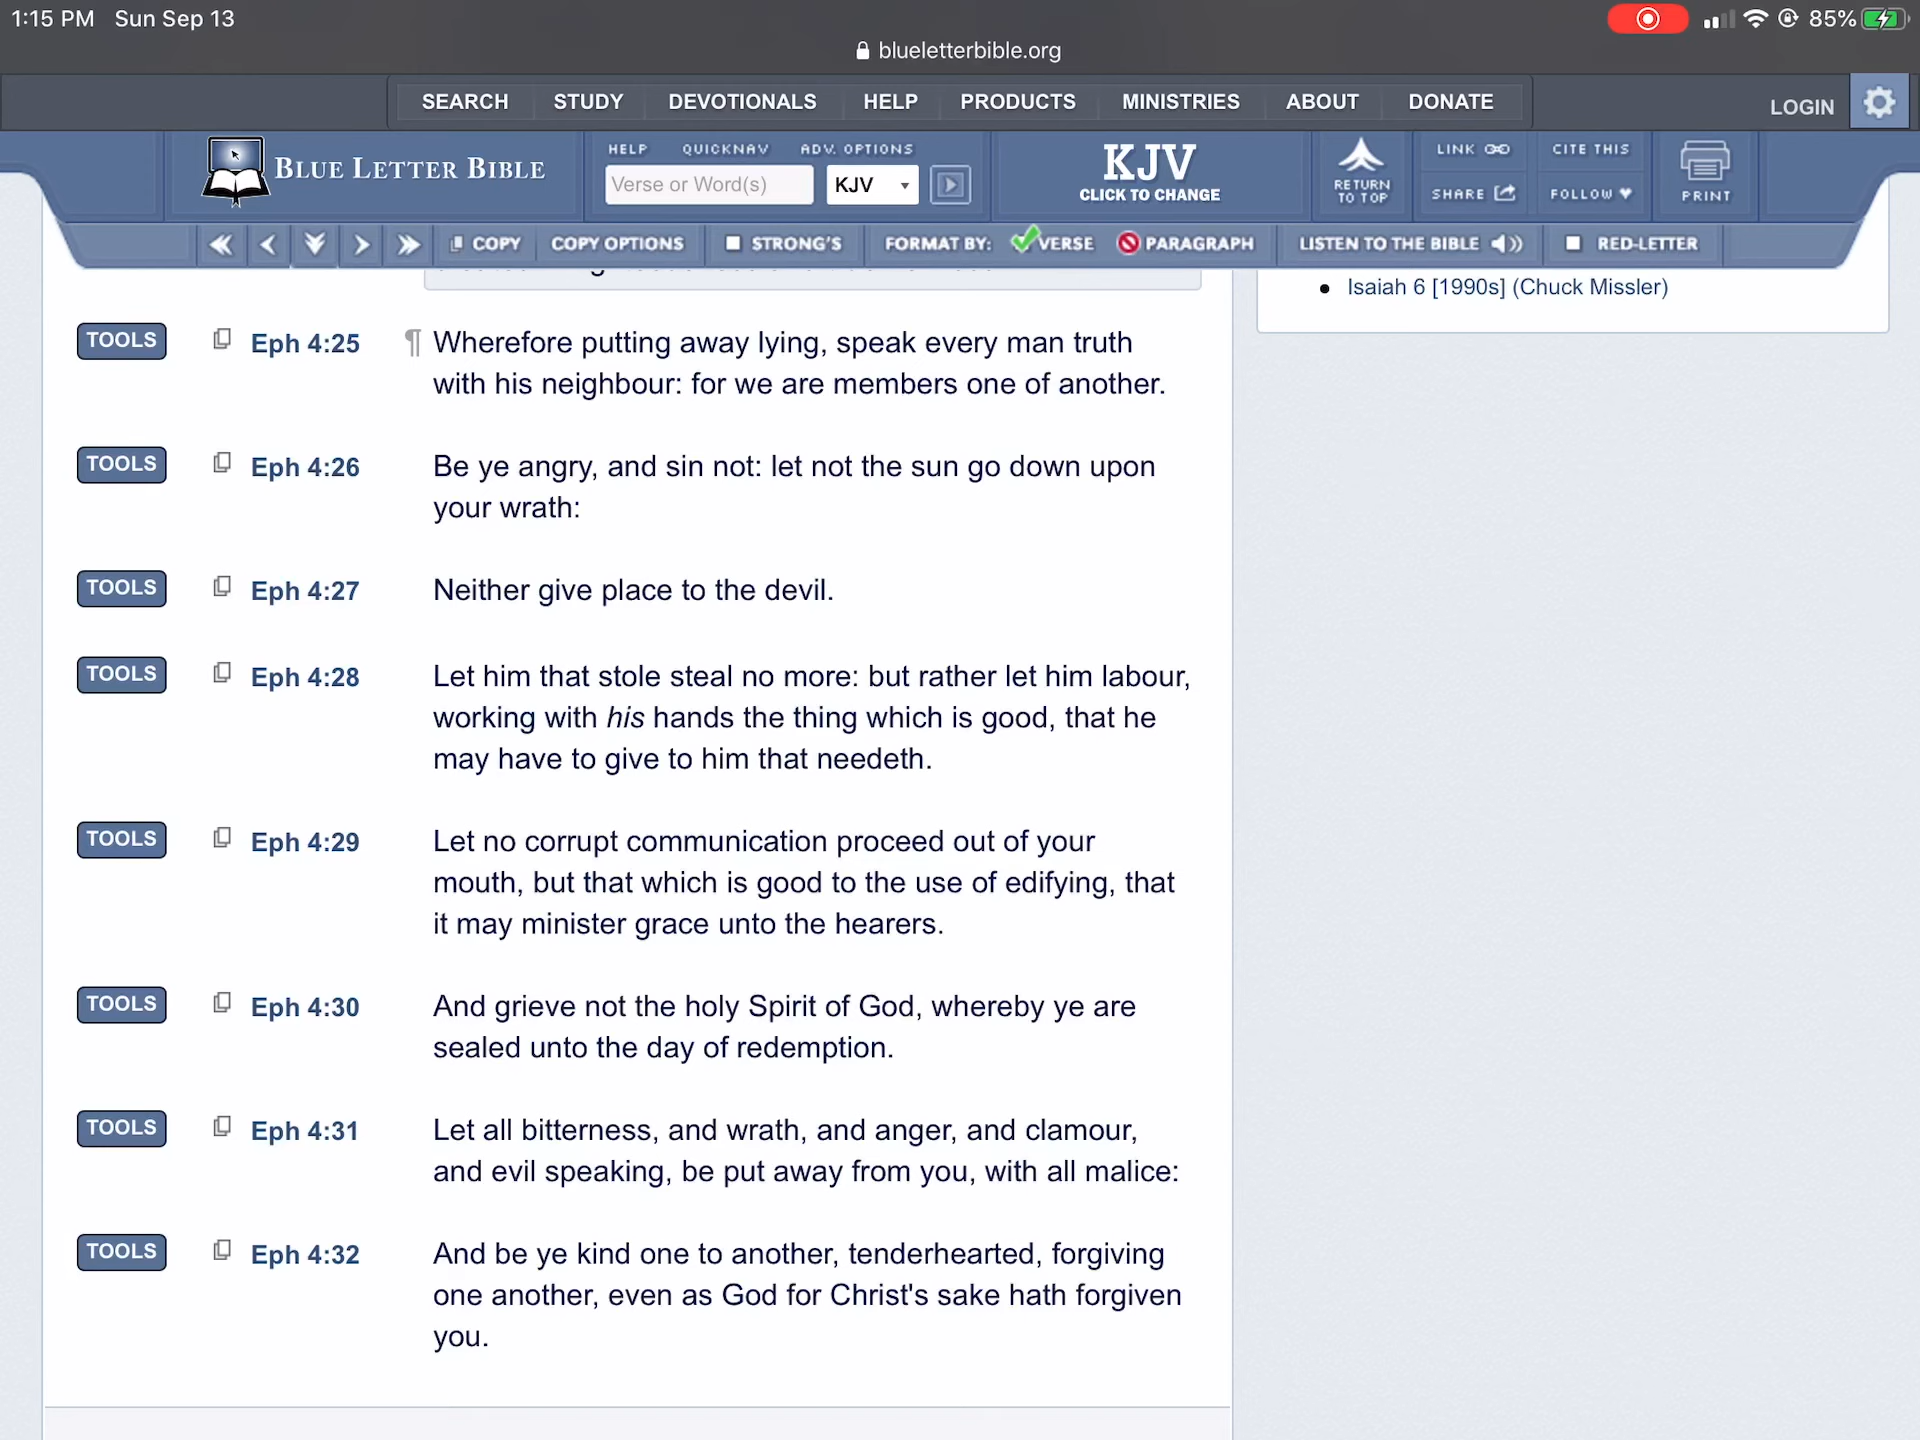 1:15 PM Sun Sep 13
85%
blueletterbible.org
SEARCH STUDY DEVOTIONALS HELP PRODUCTS MINISTRIES ABOUT DONATE
LOGIN
BLUE LETTER BIBLE
HELP QUICKNAV ADV. OPTIONS
Verse or Word(s) KJV
KJV
CLICK TO CHANGE
RETURN
TO TOP
LINK
SHARE
CITE THIS
FOLLOW
PRINT
COPY COPY OPTIONS STRONG'S FORMAT BY: VERSE PARAGRAPH LISTEN TO THE BIBLE RED-LETTER
• Isaiah 6 [1990s] (Chuck Missler)
TOOLS Eph 4:25 ¶ Wherefore putting away lying, speak every man truth
with his neighbour: for we are members one of another.
TOOLS Eph 4:26 Be ye angry, and sin not: let not the sun go down upon
your wrath:
TOOLS Eph 4:27 Neither give place to the devil.
TOOLS Eph 4:28 Let him that stole steal no more: but rather let him labour,
working with his hands the thing which is good, that he
may have to give to him that needeth.
TOOLS Eph 4:29 Let no corrupt communication proceed out of your
mouth, but that which is good to the use of edifying, that
it may minister grace unto the hearers.
TOOLS Eph 4:30 And grieve not the holy Spirit of God, whereby ye are
sealed unto the day of redemption.
TOOLS Eph 4:31 Let all bitterness, and wrath, and anger, and clamour,
and evil speaking, be put away from you, with all malice:
TOOLS Eph 4:32 And be ye kind one to another, tenderhearted, forgiving
one another, even as God for Christ's sake hath forgiven
you.